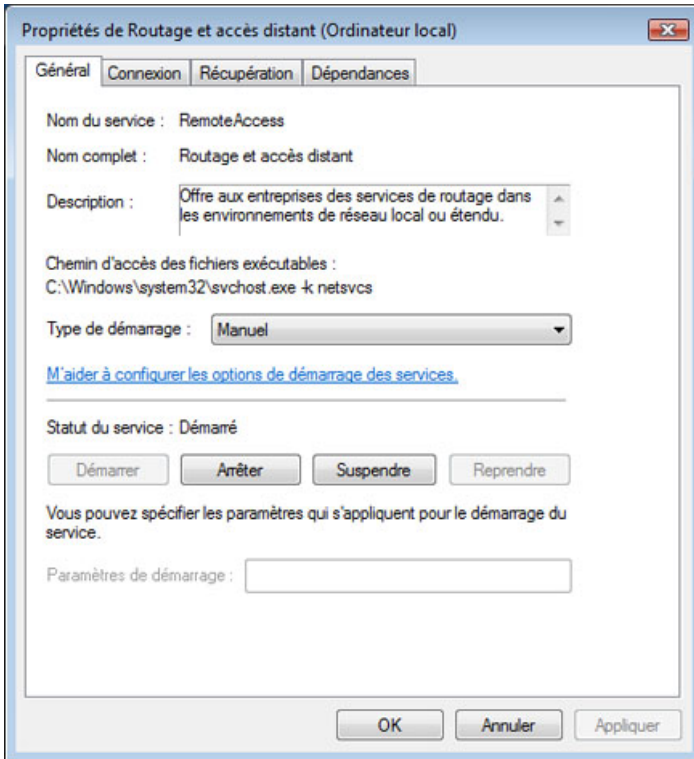 Propriétés de Routage et accès distant (Ordinateur local)
Général Connexion Récupération Dépendances
Nom du service : RemoteAccess
Nom complet : Routage et accès distant
Description : Offre aux entreprises des services de routage dans
les environnements de réseau local ou étendu.
Chemin d'accès des fichiers exécutables :
C:\Windows\system32\svchost.exe -k netsvcs
Type de démarrage : Manuel
M'aider à configurer les options de démarrage des services.
Statut du service : Démarré
Démarrer Arrêter Suspendre Reprendre
Vous pouvez spécifier les paramètres qui s'appliquent pour le démarrage du
service.
Paramètres de démarrage :
OK Annuler Appliquer